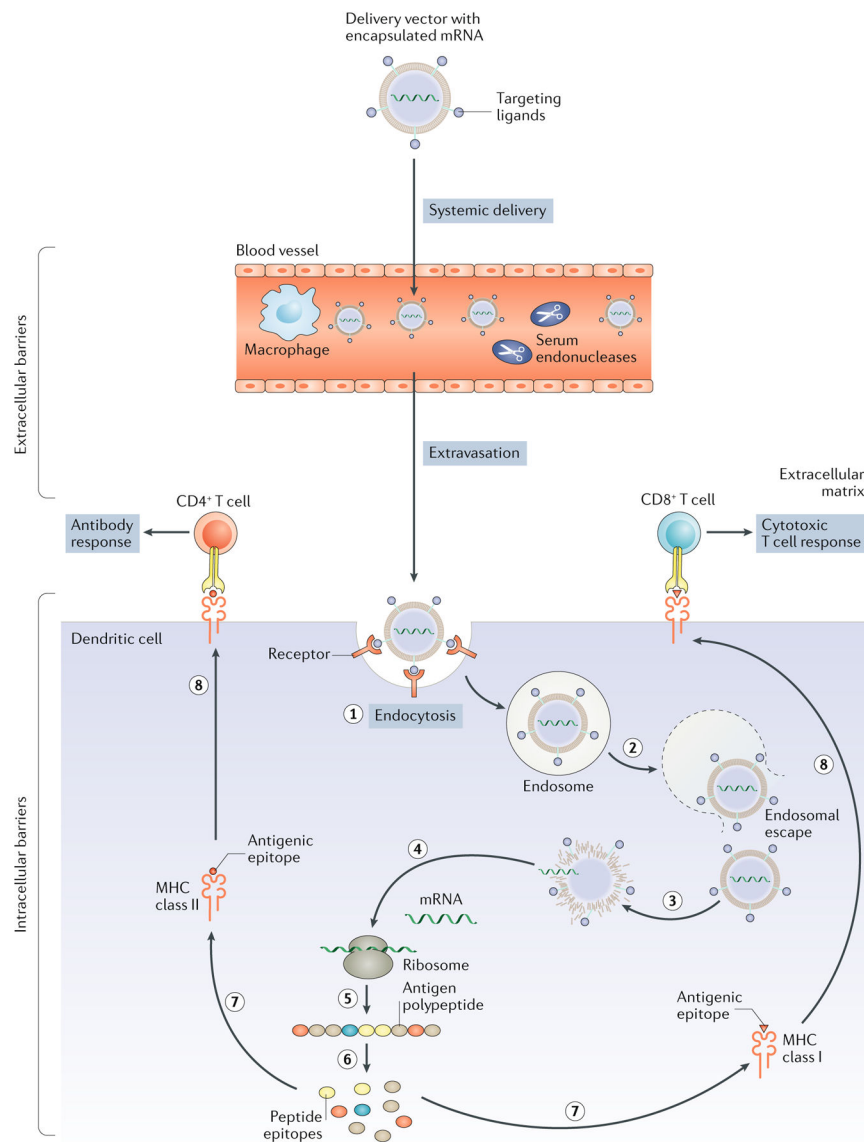 Delivery vector with
encapsulated mRNA
Targeting
ligands
Systemic delivery
Blood vessel
Macrophage
Serum
endonucleases
Extracellular barriers
Extravasation
Extracellular
matrix
CD4⁺ T cell
CD8⁺ T cell
Antibody
response
Cytotoxic
T cell response
Dendritic cell
Receptor
1 Endocytosis
8
2
8
Endosome
Endosomal
escape
Intracellular barriers
Antigenic
epitope
MHC
class II
4
mRNA
3
Ribosome
5
Antigen
polypeptide
7
6
Antigenic
epitope
MHC
class I
7
Peptide
epitopes